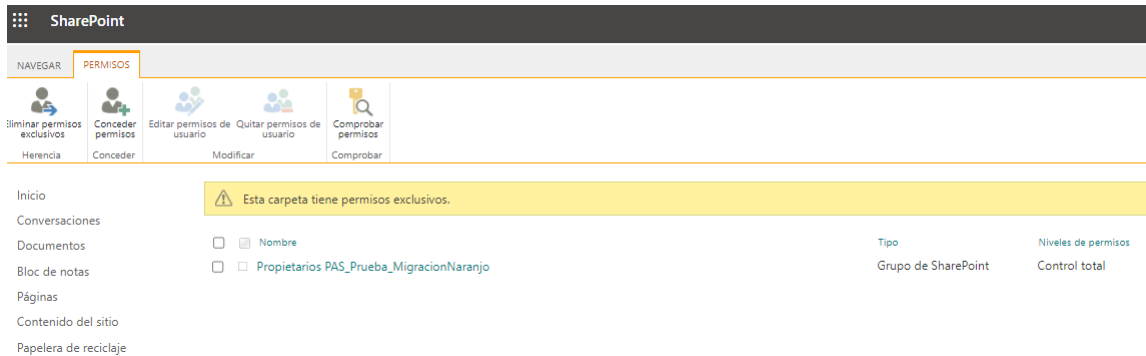 SharePoint
NAVEGAR PERMISOS
Eliminar permisos exclusivos
Conceder permisos
Editar permisos de usuario
Quitar permisos de usuario
Comprobar permisos
Herencia Conceder Modificar Comprobar
Inicio
Conversaciones
Documentos
Bloc de notas
Páginas
Contenido del sitio
Papelera de reciclaje
Esta carpeta tiene permisos exclusivos.
Nombre Tipo Niveles de permisos
Propietarios PAS_Prueba_MigracionNaranjo Grupo de SharePoint Control total